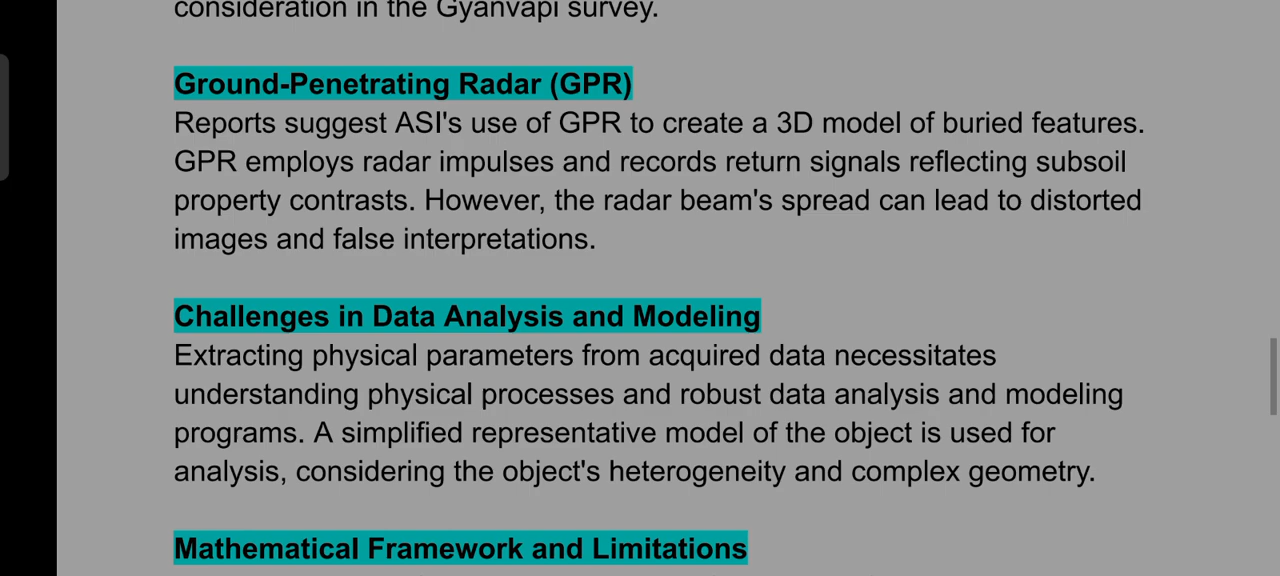 consideration in the Gyanvapi survey.
Ground-Penetrating Radar (GPR)
Reports suggest ASI's use of GPR to create a 3D model of buried features.
GPR employs radar impulses and records return signals reflecting subsoil
property contrasts. However, the radar beam's spread can lead to distorted
images and false interpretations.
Challenges in Data Analysis and Modeling
Extracting physical parameters from acquired data necessitates
understanding physical processes and robust data analysis and modeling
programs. A simplified representative model of the object is used for
analysis, considering the object's heterogeneity and complex geometry.
Mathematical Framework and Limitations